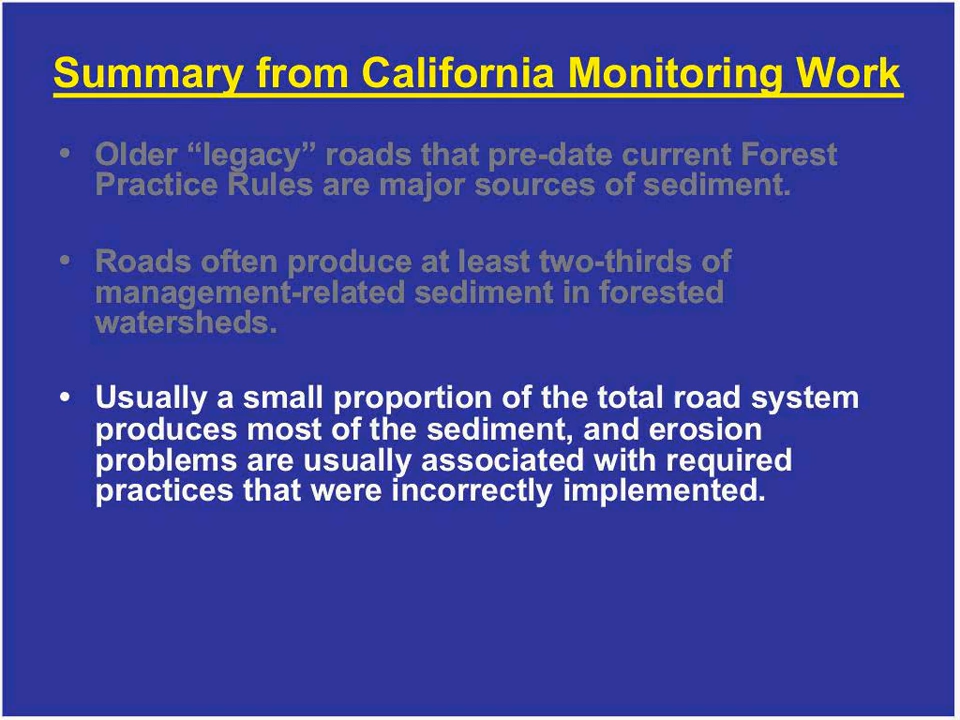 Summary from California Monitoring Work
• Older “legacy” roads that pre-date current Forest
Practice Rules are major sources of sediment.
• Roads often produce at least two-thirds of
management-related sediment in forested
watersheds.
• Usually a small proportion of the total road system
produces most of the sediment, and erosion
problems are usually associated with required
practices that were incorrectly implemented.